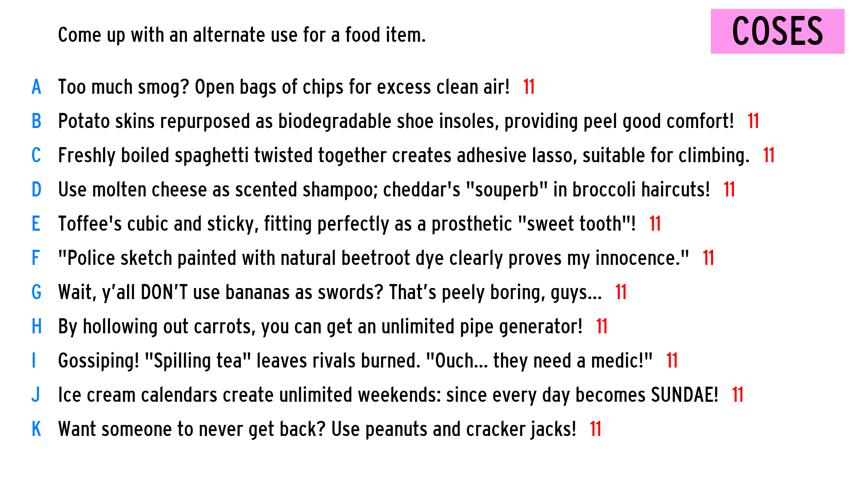 Come up with an alternate use for a food item.
COSES
A Too much smog? Open bags of chips for excess clean air! 11
B Potato skins repurposed as biodegradable shoe insoles, providing peel good comfort! 11
C Freshly boiled spaghetti twisted together creates adhesive lasso, suitable for climbing. 11
D Use molten cheese as scented shampoo; cheddar's "souperb" in broccoli haircuts! 11
E Toffee's cubic and sticky, fitting perfectly as a prosthetic "sweet tooth"! 11
F "Police sketch painted with natural beetroot dye clearly proves my innocence." 11
G Wait, y’all DON’T use bananas as swords? That’s peely boring, guys... 11
H By hollowing out carrots, you can get an unlimited pipe generator! 11
I Gossiping! "Spilling tea" leaves rivals burned. "Ouch... they need a medic!" 11
J Ice cream calendars create unlimited weekends: since every day becomes SUNDAE! 11
K Want someone to never get back? Use peanuts and cracker jacks! 11